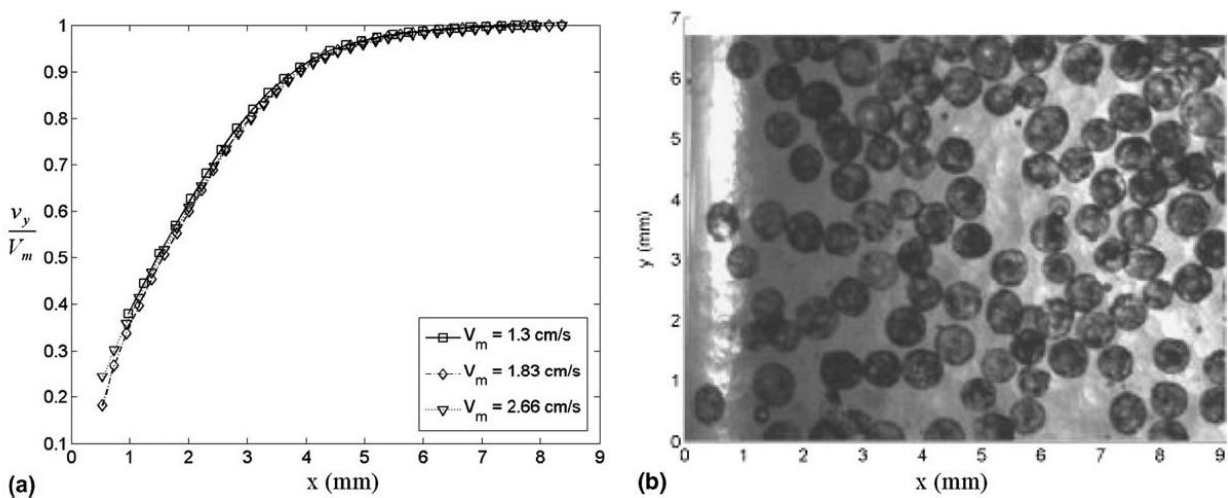 1
0.9
0.8
0.7
0.6
0.5
0.4
0.3
0.2
0.1
v_y
V_m
V_m = 1.3 cm/s
V_m = 1.83 cm/s
V_m = 2.66 cm/s
0 1 2 3 4 5 6 7 8 9
(a)
x (mm)
7
6
5
4
3
2
1
0
y (mm)
0 1 2 3 4 5 6 7 8 9
(b)
x (mm)